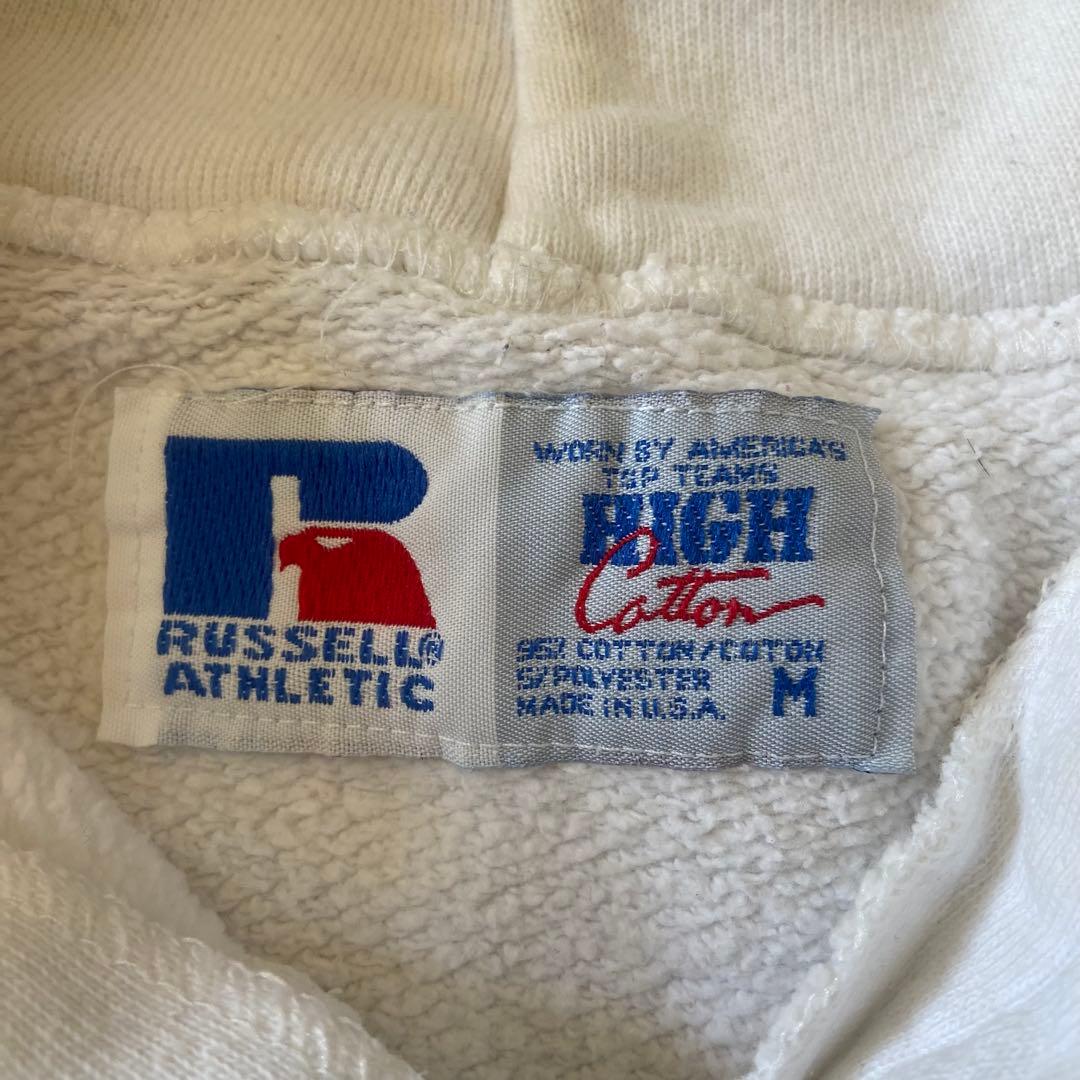 RUSSELL®
ATHLETIC
WORN BY AMERICA'S
TOP TEAMS
HIGH
Cotton
95% COTTON/COTON
5% POLYESTER
MADE IN U.S.A.
M